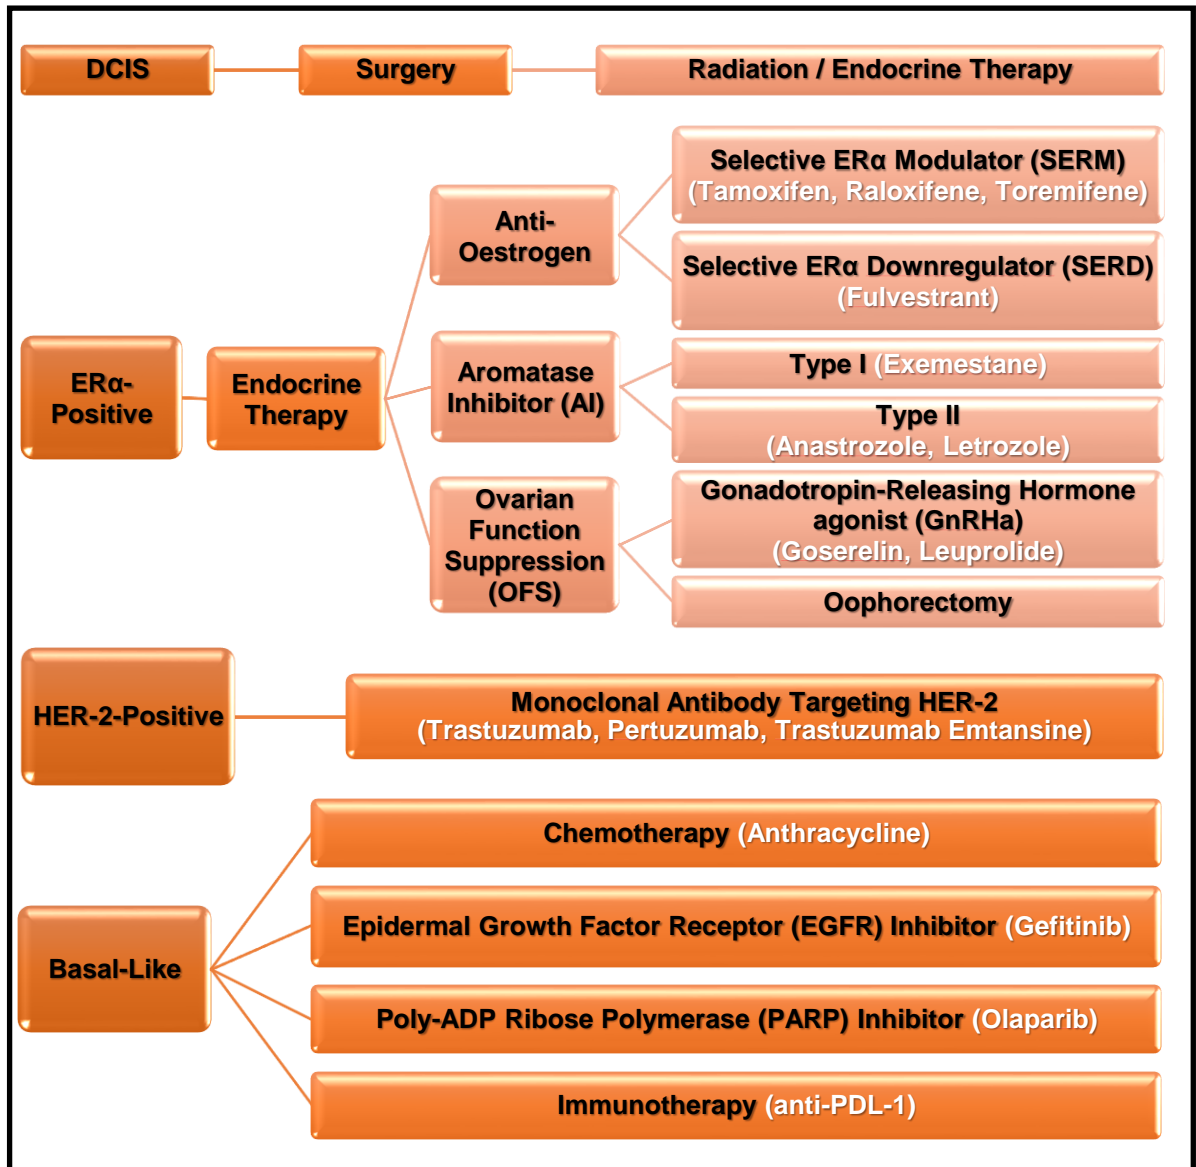 DCIS
Surgery
Radiation / Endocrine Therapy
ERα-
Positive
Endocrine
Therapy
Anti-
Oestrogen
Selective ERα Modulator (SERM)
(Tamoxifen, Raloxifene, Toremifene)
Selective ERα Downregulator (SERD)
(Fulvestrant)
Aromatase
Inhibitor (AI)
Type I (Exemestane)
Type II
(Anastrozole, Letrozole)
Ovarian
Function
Suppression
(OFS)
Gonadotropin-Releasing Hormone
agonist (GnRHa)
(Goserelin, Leuprolide)
Oophorectomy
HER-2-Positive
Monoclonal Antibody Targeting HER-2
(Trastuzumab, Pertuzumab, Trastuzumab Emtansine)
Basal-Like
Chemotherapy (Anthracycline)
Epidermal Growth Factor Receptor (EGFR) Inhibitor (Gefitinib)
Poly-ADP Ribose Polymerase (PARP) Inhibitor (Olaparib)
Immunotherapy (anti-PDL-1)